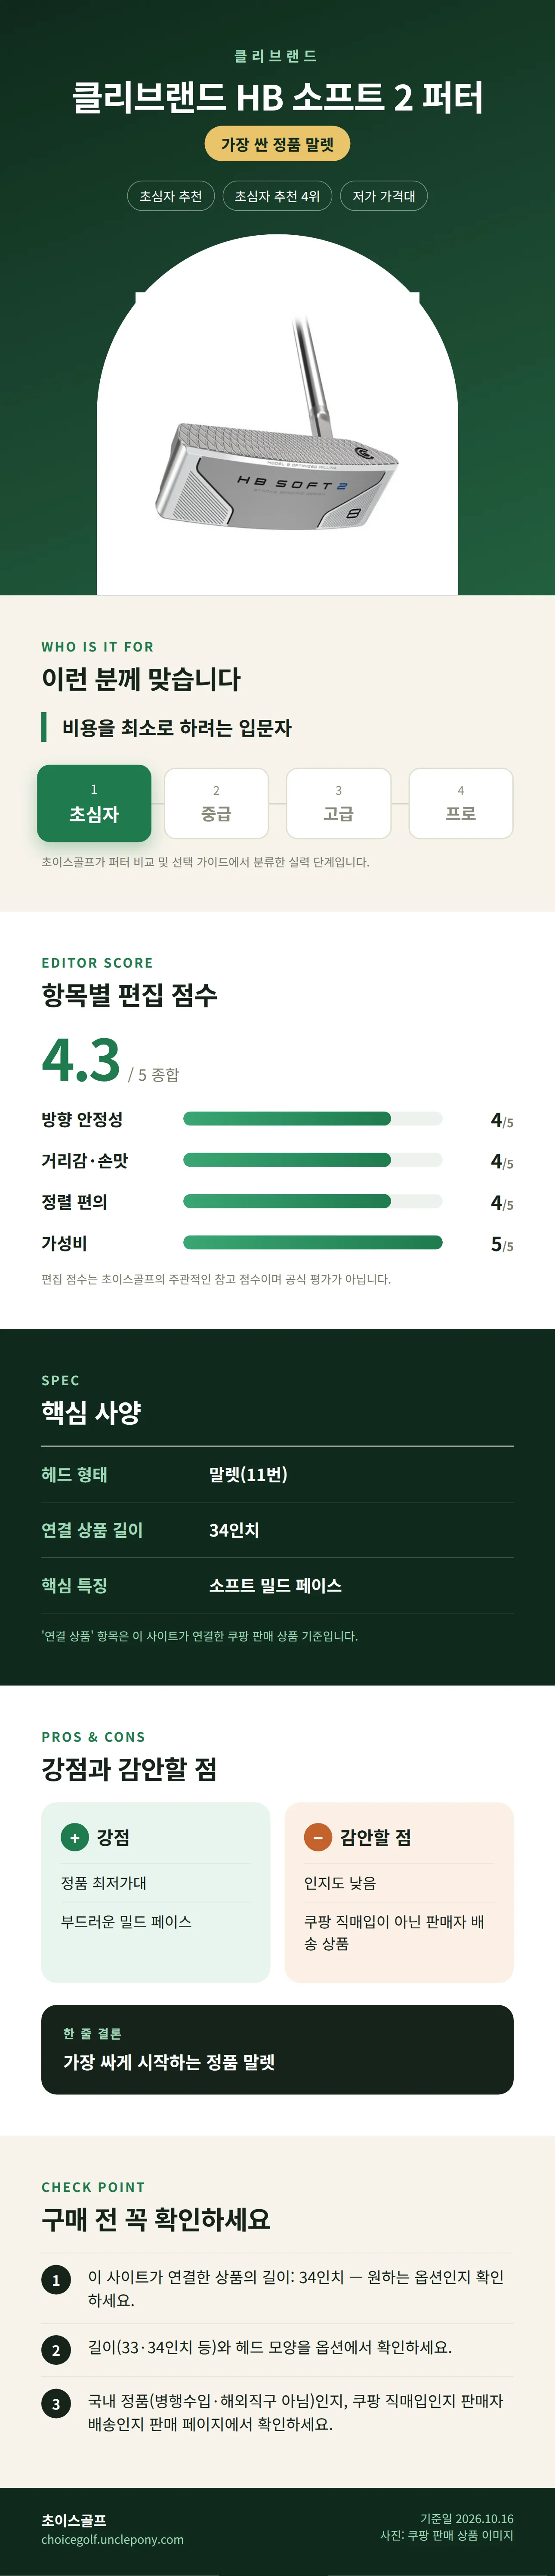 클리브랜드
클리브랜드 HB 소프트 2 퍼터
가장 싼 정품 말렛
초심자 추천
초심자 추천 4위
저가 가격대
HB SOFT 2
8
WHO IS IT FOR
이런 분께 맞습니다
비용을 최소로 하려는 입문자
1
초심자
2
중급
3
고급
4
프로
초이스골프가 퍼터 비교 및 선택 가이드에서 분류한 실력 단계입니다.
EDITOR SCORE
항목별 편집 점수
4.3 / 5 종합
방향 안정성 4/5
거리감·손맛 4/5
정렬 편의 4/5
가성비 5/5
편집 점수는 초이스골프의 주관적인 참고 점수이며 공식 평가가 아닙니다.
SPEC
핵심 사양
헤드 형태 말렛(11번)
연결 상품 길이 34인치
핵심 특징 소프트 밀드 페이스
'연결 상품' 항목은 이 사이트가 연결한 쿠팡 판매 상품 기준입니다.
PROS & CONS
강점과 감안할 점
+ 강점
정품 최저가대
부드러운 밀드 페이스
− 감안할 점
인지도 낮음
쿠팡 직매입이 아닌 판매자 배
송 상품
한 줄 결론
가장 싸게 시작하는 정품 말렛
CHECK POINT
구매 전 꼭 확인하세요
1 이 사이트가 연결한 상품의 길이: 34인치 — 원하는 옵션인지 확인
하세요.
2 길이(33·34인치 등)와 헤드 모양을 옵션에서 확인하세요.
3 국내 정품(병행수입·해외직구 아님)인지, 쿠팡 직매입인지 판매자
배송인지 판매 페이지에서 확인하세요.
초이스골프
choicegolf.unclepony.com
기준일 2026.10.16
사진: 쿠팡 판매 상품 이미지